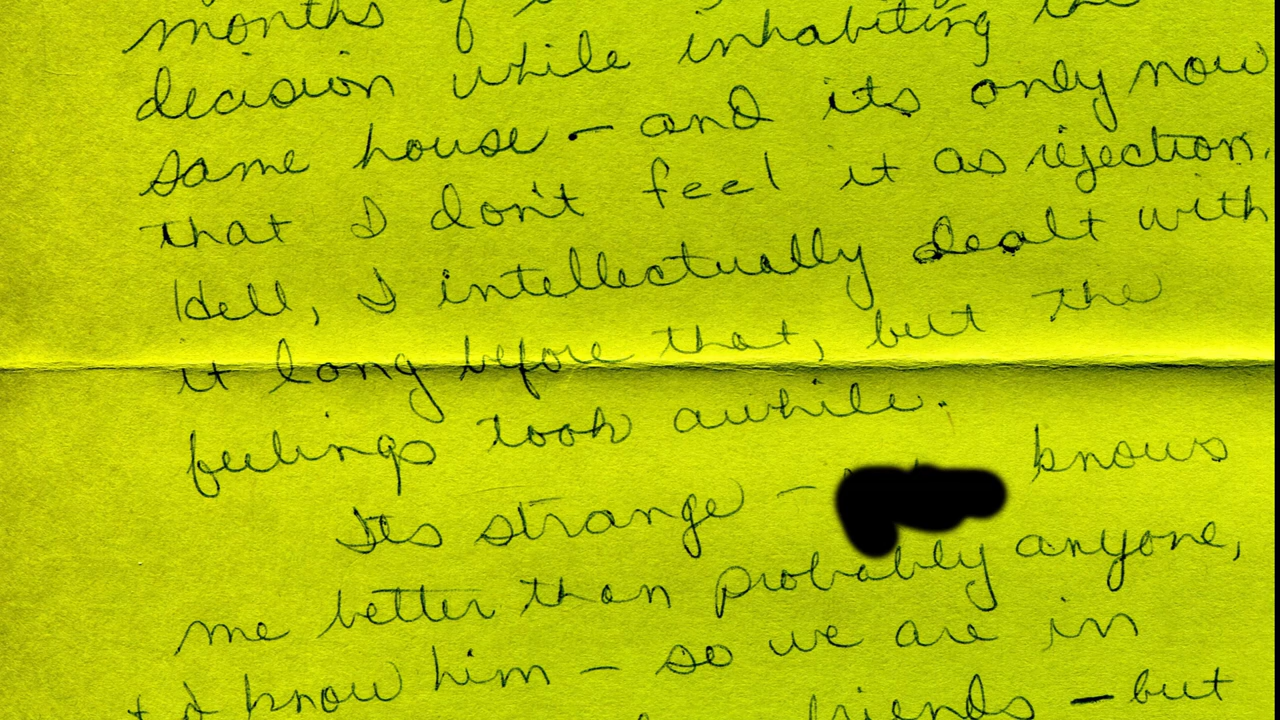 months of
decision while inhabiting the
same house - and its only now
that I don't feel it as rejection.
Hell, I intellectually dealt with
it long before that, but the
feelings took awhile.
Its strange - knows
me better than probably anyone,
+ I know him - so we are in
friends - but